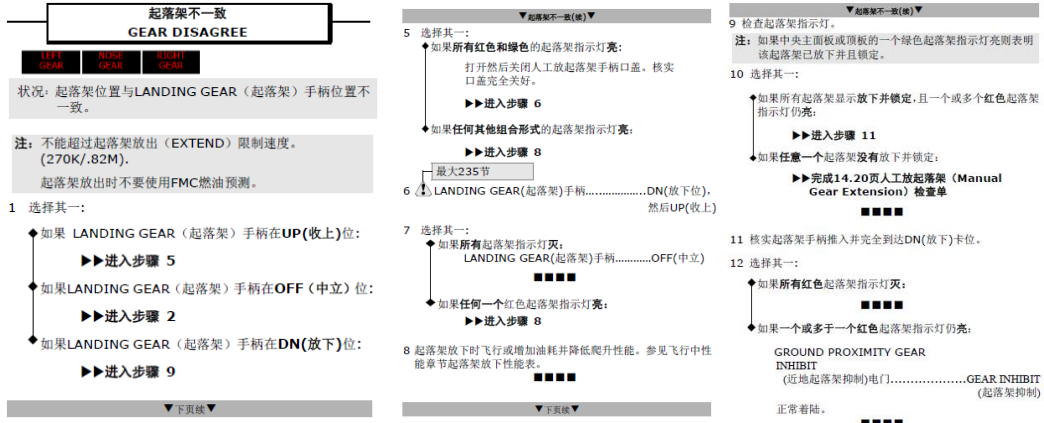 起落架不一致
GEAR DISAGREE
LEFT GEAR
NOSE GEAR
RIGHT GEAR
状况：起落架位置与LANDING GEAR（起落架）手柄位置不
一致。
注：不能超过起落架放出（EXTEND）限制速度。
(270K/.82M).
起落架放出时不要使用FMC燃油预测。
1 选择其一：
◆如果 LANDING GEAR（起落架）手柄在UP(收上)位：
▶▶进入步骤 5
◆如果LANDING GEAR（起落架）手柄在OFF（中立）位：
▶▶进入步骤 2
◆如果LANDING GEAR（起落架）手柄在DN(放下)位：
▶▶进入步骤 9
▼下页续▼
▼起落架不一致(续)▼
5 选择其一：
◆如果所有红色和绿色的起落架指示灯亮：
打开然后关闭人工放起落架手柄口盖。核实
口盖完全关好。
▶▶进入步骤 6
◆如果任何其他组合形式的起落架指示灯亮：
▶▶进入步骤 8
最大235节
6 LANDING GEAR(起落架)手柄....................DN(放下位)，
然后UP(收上)
7 选择其一：
◆如果所有起落架指示灯灭：
LANDING GEAR(起落架)手柄............OFF(中立)
■■■■
◆如果任何一个红色起落架指示灯亮：
▶▶进入步骤 8
8 起落架放下时飞行或增加油耗并降低爬升性能。参见飞行中性
能章节起落架放下性能表。
■■■■
▼下页续▼
▼起落架不一致(续)▼
9 检查起落架指示灯。
注：如果中央主面板或顶板的一个绿色起落架指示灯亮则表明
该起落架已放下并且锁定。
10 选择其一：
◆如果所有起落架显示放下并锁定，且一个或多个红色起落架
指示灯仍亮：
▶▶进入步骤 11
◆如果任意一个起落架没有放下并锁定：
▶▶完成14.20页人工放起落架（Manual
Gear Extension）检查单
■■■■
11 核实起落架手柄推入并完全到达DN(放下)卡位。
12 选择其一：
◆如果所有红色起落架指示灯灭：
■■■■
◆如果一个或多于一个红色起落架指示灯仍亮：
GROUND PROXIMITY GEAR
INHIBIT
(近地起落架抑制)电门....................GEAR INHIBIT
(起落架抑制)
正常着陆。
■■■■